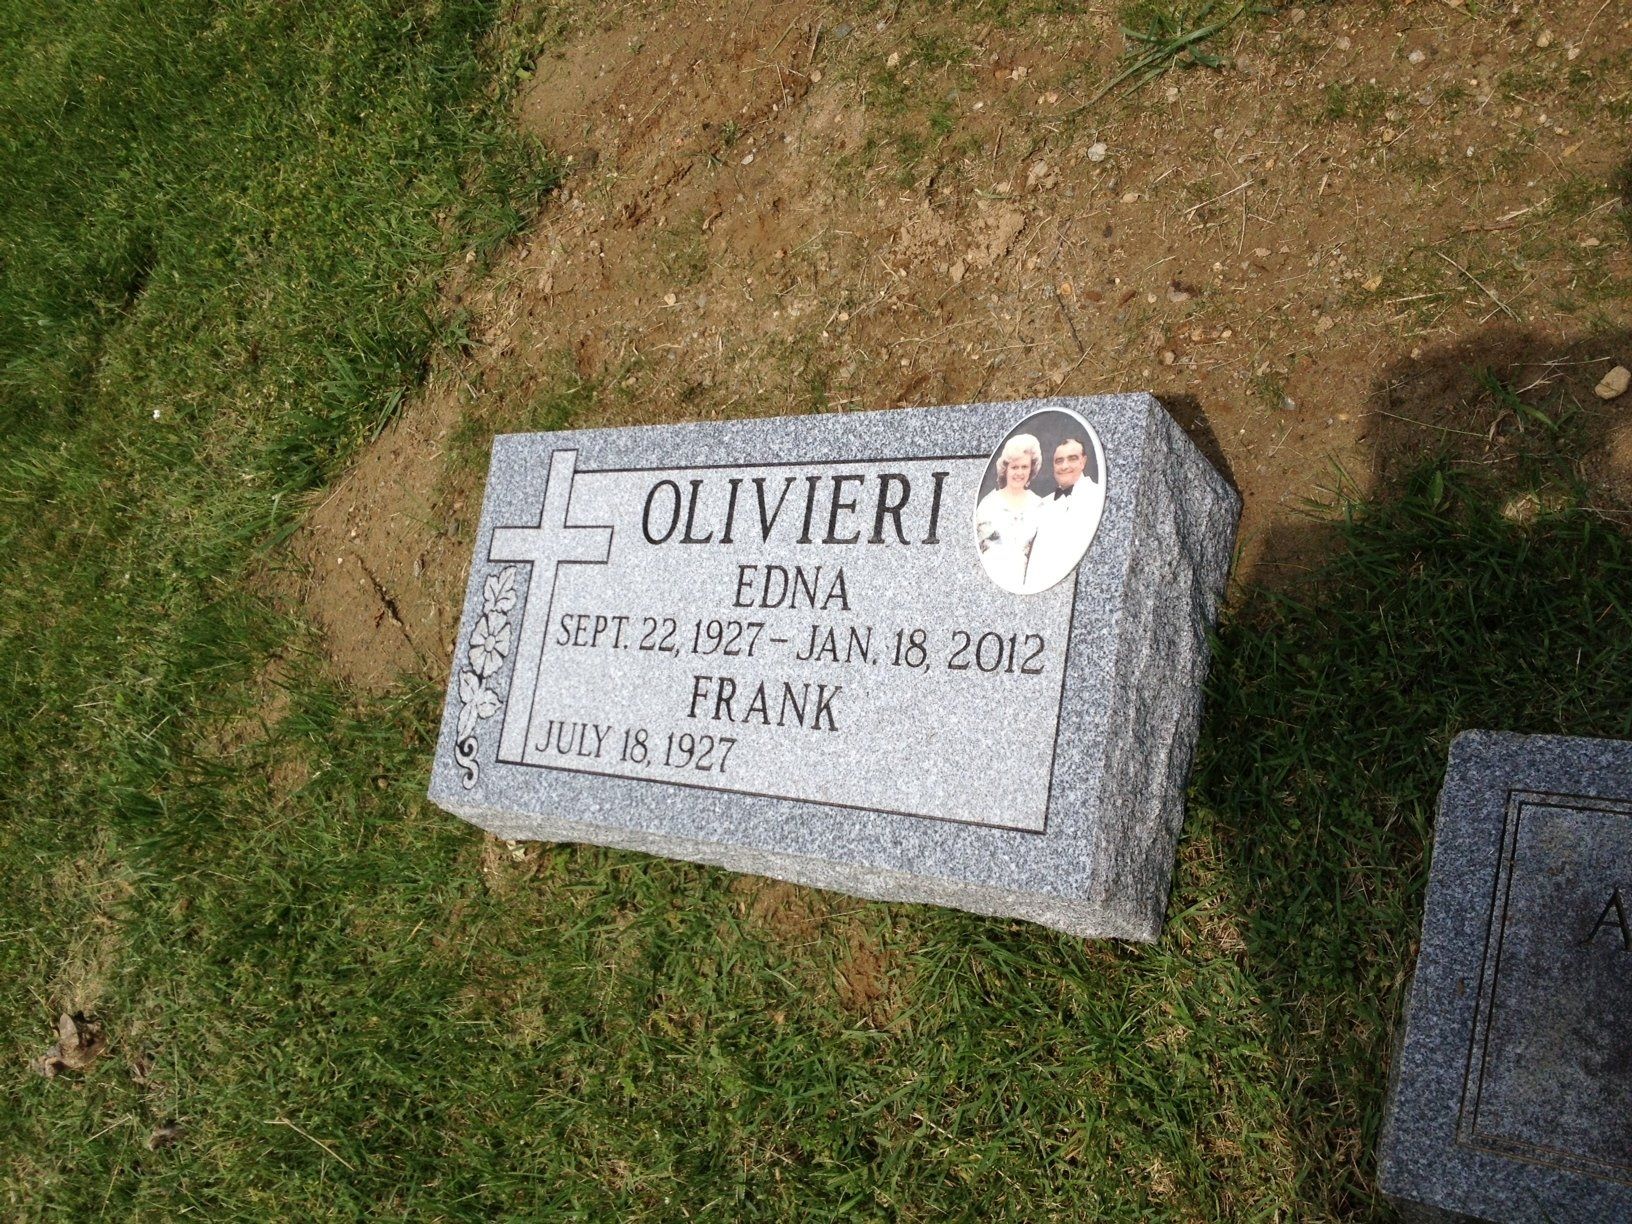 OLIVIERI
EDNA
SEPT. 22, 1927 - JAN. 18, 2012
FRANK
JULY 18, 1927